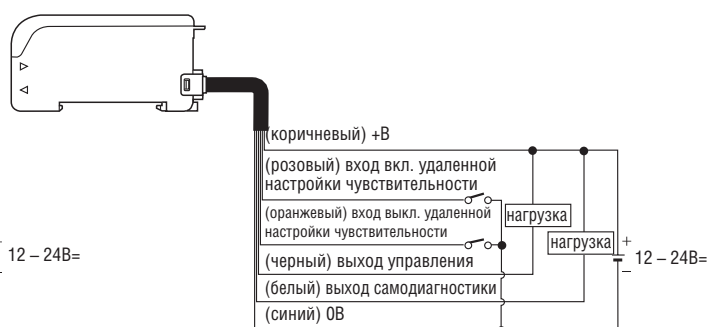 (коричневый) +В
(розовый) вход вкл. удаленной
настройки чувствительности
(оранжевый) вход выкл. удаленной
настройки чувствительности
(черный) выход управления
(белый) выход самодиагностики
(синий) 0В
нагрузка
нагрузка
+
12 – 24В=
–
12 – 24В=